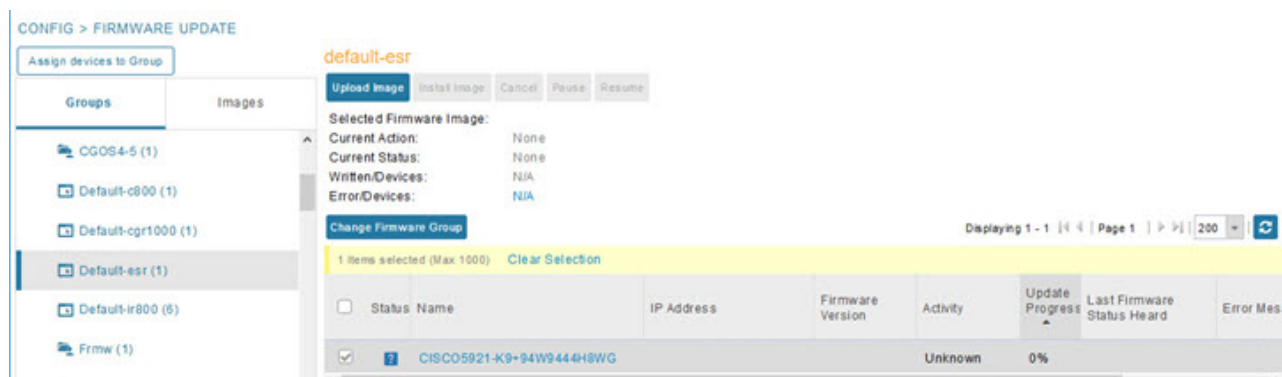 CONFIG > FIRMWARE UPDATE
Assign devices to Group
Groups Images
CGOS4-5 (1)
Default-c800 (1)
Default-cgr1000 (1)
Default-esr (1)
Default-ir800 (6)
Frmw (1)
default-esr
Upload Image Install Image Cancel Pause Resume
Selected Firmware Image:
Current Action: None
Current Status: None
Written/Devices: N/A
Error/Devices: N/A
Change Firmware Group Displaying 1 - 1 | Page 1 | 200
1 Items selected (Max 1000) Clear Selection
Status Name IP Address Firmware Version Activity Update Progress Last Firmware Status Heard Error Mes
? CISCO5921-K9+94W9444H8WG Unknown 0%